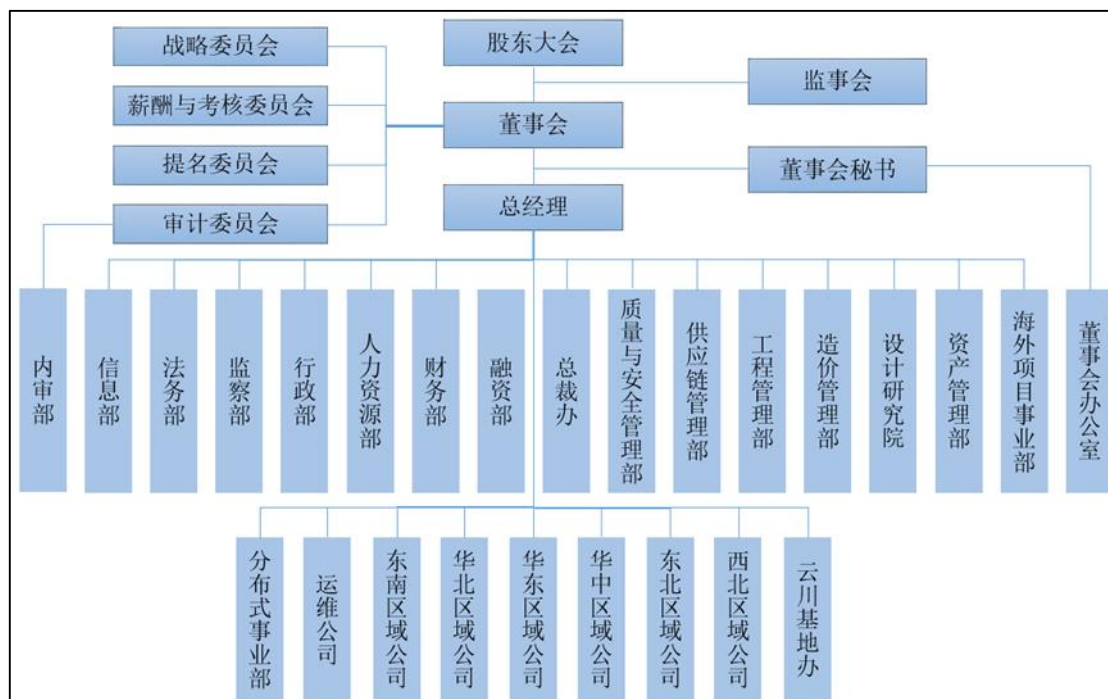 战略委员会
股东大会
监事会
薪酬与考核委员会
董事会
提名委员会
董事会秘书
总经理
审计委员会
内审部
信息部
法务部
监察部
行政部
人力资源部
财务部
融资部
总裁办
质量与安全管理部
供应链管理部
工程管理部
造价管理部
设计研究院
资产管理部
海外项目事业部
董事会办公室
分布式事业部
运维公司
东南区域公司
华北区域公司
华东区域公司
华中区域公司
东北区域公司
西北区域公司
云川基地办